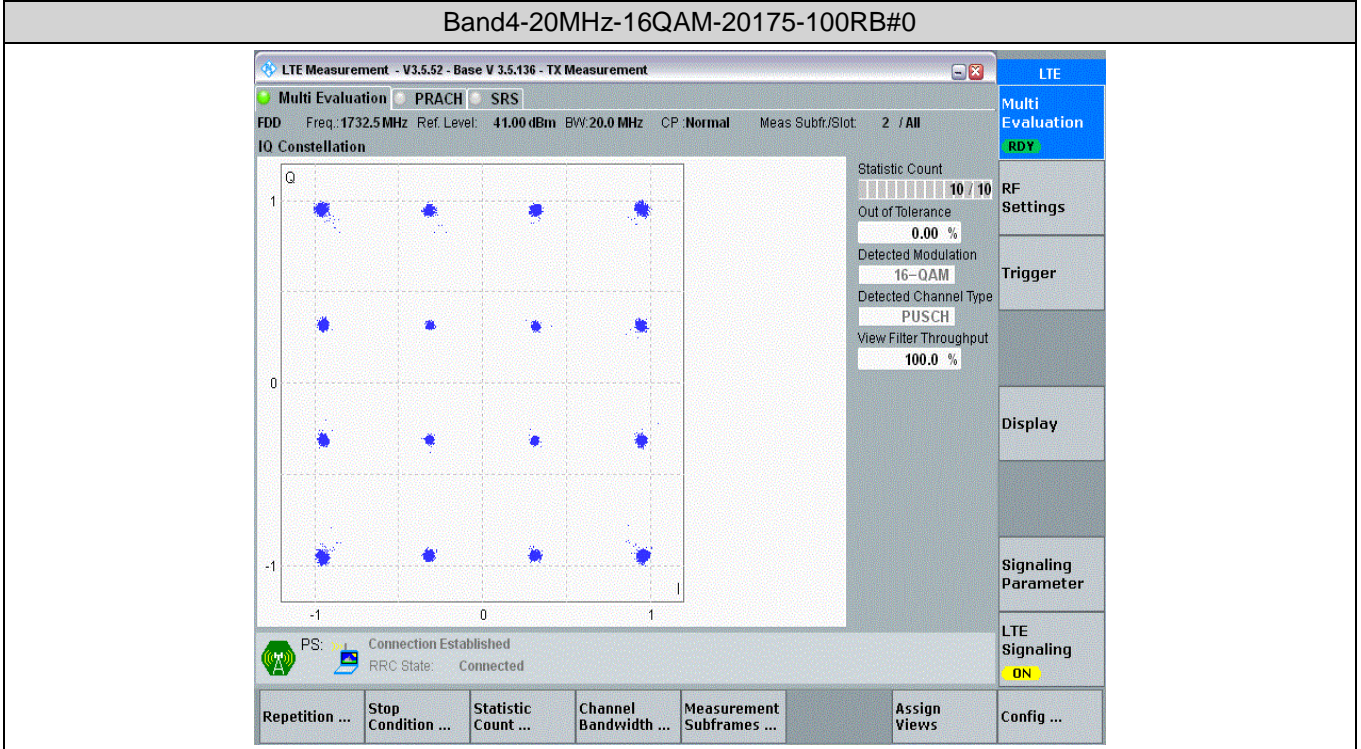 Band4-20MHz-16QAM-20175-100RB#0
LTE Measurement - V3.5.52 - Base V 3.5.136 - TX Measurement
LTE
Multi Evaluation PRACH SRS
Multi
Evaluation
RDY
FDD Freq.: 1732.5 MHz Ref. Level: 41.00 dBm BW: 20.0 MHz CP : Normal Meas Subfr./Slot: 2 / All
IQ Constellation
Q
1
0
-1
-1 0 1
I
Statistic Count
10 / 10
Out of Tolerance
0.00 %
Detected Modulation
16-QAM
Detected Channel Type
PUSCH
View Filter Throughput
100.0 %
RF
Settings
Trigger
Display
Signaling
Parameter
LTE
Signaling
ON
PS: Connection Established
RRC State: Connected
Repetition ...
Stop
Condition ...
Statistic
Count ...
Channel
Bandwidth ...
Measurement
Subframes ...
Assign
Views
Config ...